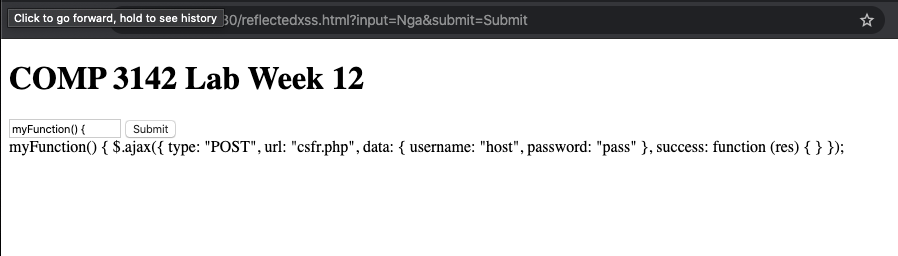 Click to go forward, hold to see history
30/reflectedxss.html?input=Nga&submit=Submit
COMP 3142 Lab Week 12
myFunction() { Submit
myFunction() { $.ajax({ type: "POST", url: "csfr.php", data: { username: "host", password: "pass" }, success: function (res) { } });